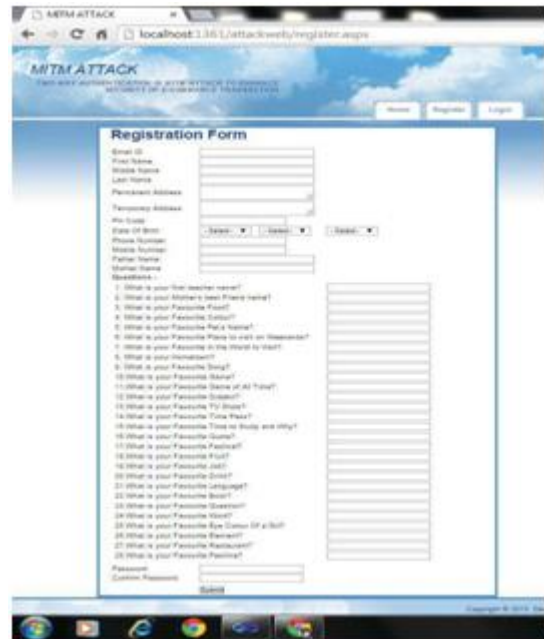 MITM ATTACK
localhost:1361/attackweb/register.aspx
MITM ATTACK
Home Register Login
Registration Form
Email ID
First Name
Middle Name
Last Name
Permanent Address
Temporary Address
Pin Code
Date Of Birth -Select- -Select- -Select-
Phone Number
Mobile Number
Father Name
Mother Name
Questions :-
1. What is your first teacher name?
2. What is your Mother's best Friend name?
3. What is your Favourite Food?
4. What is your Favourite Colour?
5. What is your Favourite Pet's Name?
6. What is your Favourite Place to visit on Weekends?
7. What is your Favourite in the World to Visit?
8. What is your Hometown?
9. What is your Favourite Song?
10. What is your Favourite
11. What is your Favourite Game of All Time?
12. What is your Favourite Subject?
13. What is your Favourite TV Show?
14. What is your Favourite Time Pass?
15. What is your Favourite Time to Study and Why?
16. What is your Favourite
17. What is your Favourite Festival?
18. What is your Favourite Fruit?
19. What is your Favourite Job?
20. What is your Favourite Drink?
21. What is your Favourite Language?
22. What is your Favourite Book?
23. What is your Favourite Question?
24. What is your Favourite Word?
25. What is your Favourite Eye Colour Of a
26. What is your Favourite
27. What is your Favourite Restaurant?
28. What is your Favourite
Password
Confirm Password
Submit
Copyright ©